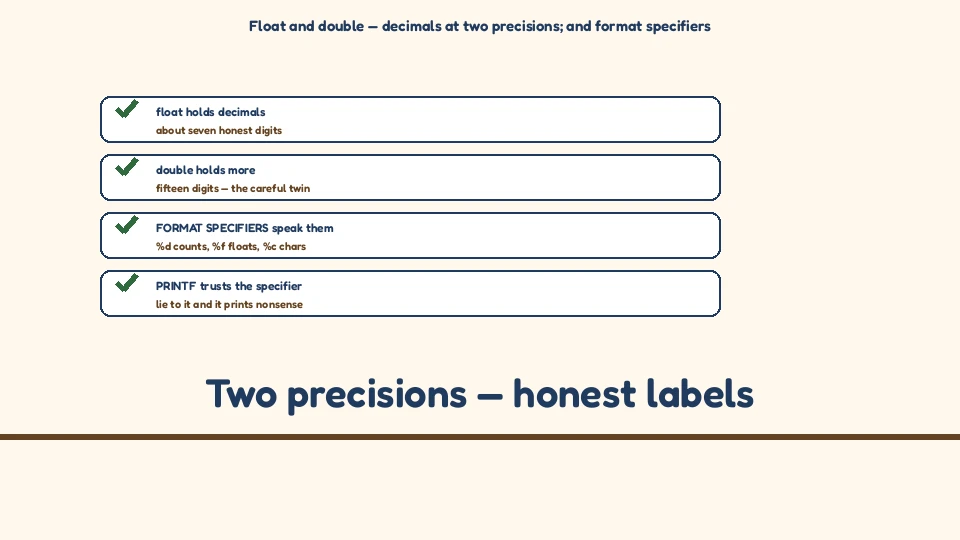 Float and double — decimals at two precisions; and format specifiers
float holds decimals
about seven honest digits
double holds more
fifteen digits — the careful twin
FORMAT SPECIFIERS speak them
%d counts, %f floats, %c chars
PRINTF trusts the specifier
lie to it and it prints nonsense
Two precisions — honest labels